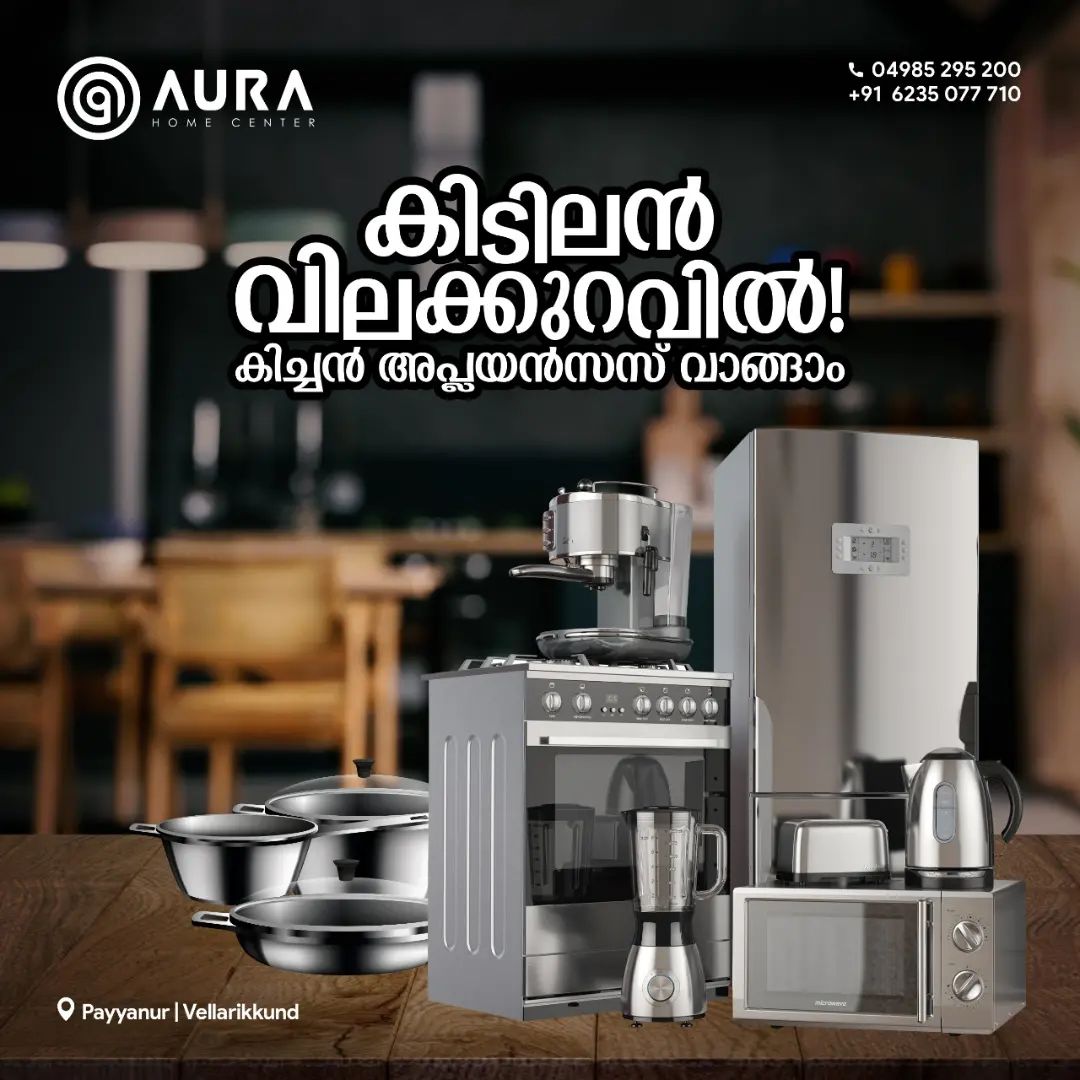 AURA
HOME CENTER
04985 295 200
+91 6235 077 710
കിടിലൻ
വിലക്കുറവിൽ!
കിച്ചൻ അപ്ലയൻസസ് വാങ്ങാം
microwave
Payyanur | Vellarikkund